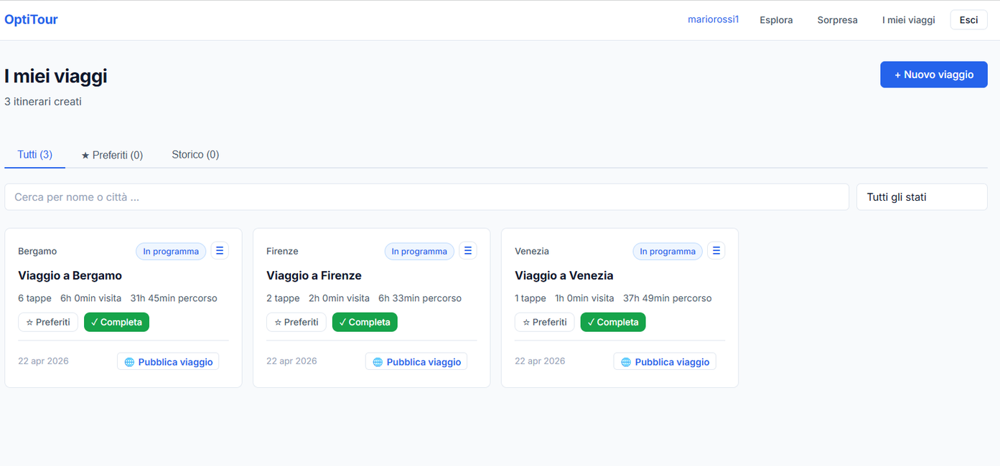 OptiTour
mariorossi1 Esplora Sorpresa I miei viaggi Esci
I miei viaggi
+ Nuovo viaggio
3 itinerari creati
Tutti (3) ★ Preferiti (0) Storico (0)
Cerca per nome o città ...
Tutti gli stati
Bergamo In programma ☰
Viaggio a Bergamo
6 tappe 6h 0min visita 31h 45min percorso
☆ Preferiti ✓ Completa
22 apr 2026 🌐 Pubblica viaggio
Firenze In programma ☰
Viaggio a Firenze
2 tappe 2h 0min visita 6h 33min percorso
☆ Preferiti ✓ Completa
22 apr 2026 🌐 Pubblica viaggio
Venezia In programma ☰
Viaggio a Venezia
1 tappe 1h 0min visita 37h 49min percorso
☆ Preferiti ✓ Completa
22 apr 2026 🌐 Pubblica viaggio